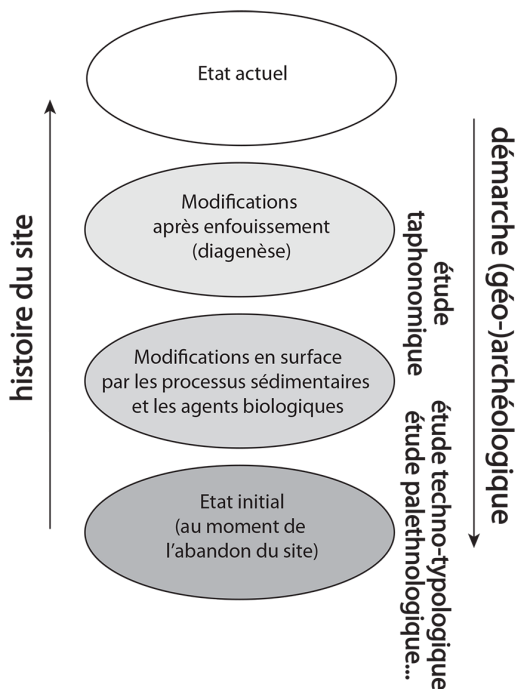 Etat actuel
Modifications
après enfouissement
(diagenèse)
Modifications en surface
par les processus sédimentaires
et les agents biologiques
Etat initial
(au moment de
l'abandon du site)
histoire du site
étude
taphonomique
étude techno-typologique
étude palethnologique...
démarche (géo-)archéologique